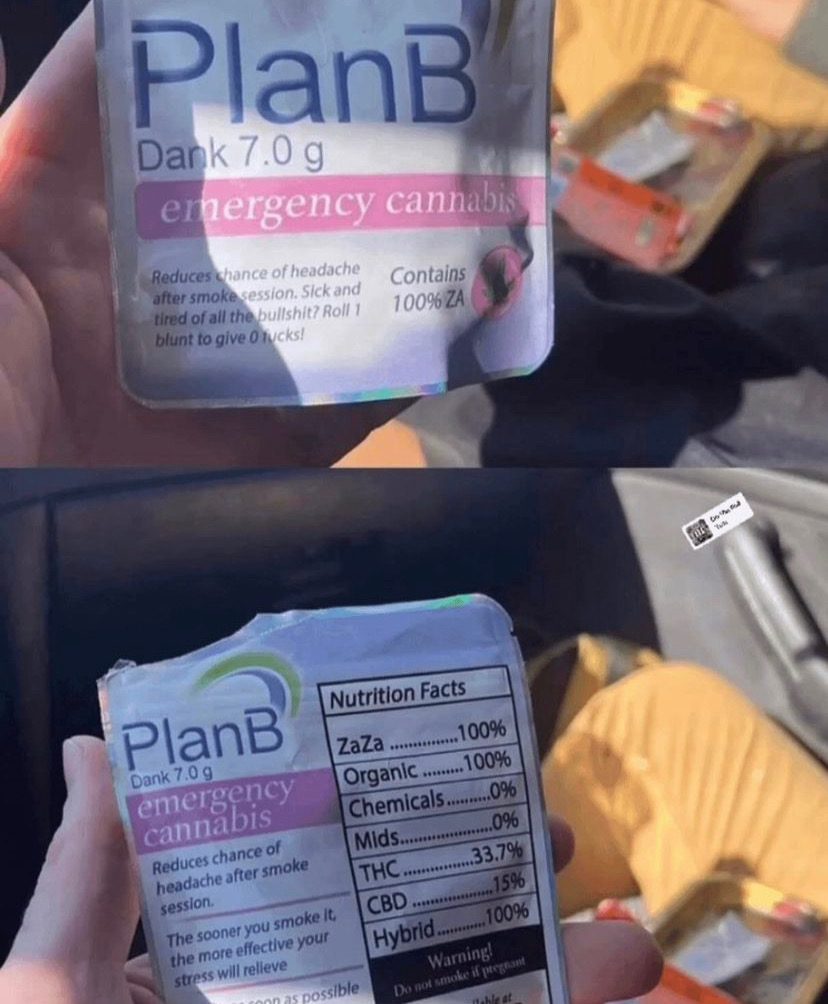 PlanB
Dank 7.0 g
emergency cannabis
Reduces chance of headache
after smoke session. Sick and
tired of all the bullshit? Roll 1
blunt to give 0 fucks!
Contains
100% ZA
PlanB
Dank 7.0 g
emergency
cannabis
Reduces chance of
headache after smoke
session.
The sooner you smoke it,
the more effective your
stress will relieve
soon as possible
Nutrition Facts
ZaZa ...............100%
Organic .........100%
Chemicals..........0%
Mids.....................0%
THC ...............33.7%
CBD ..................15%
Hybrid...........100%
Warning!
Do not smoke if pregnant
at